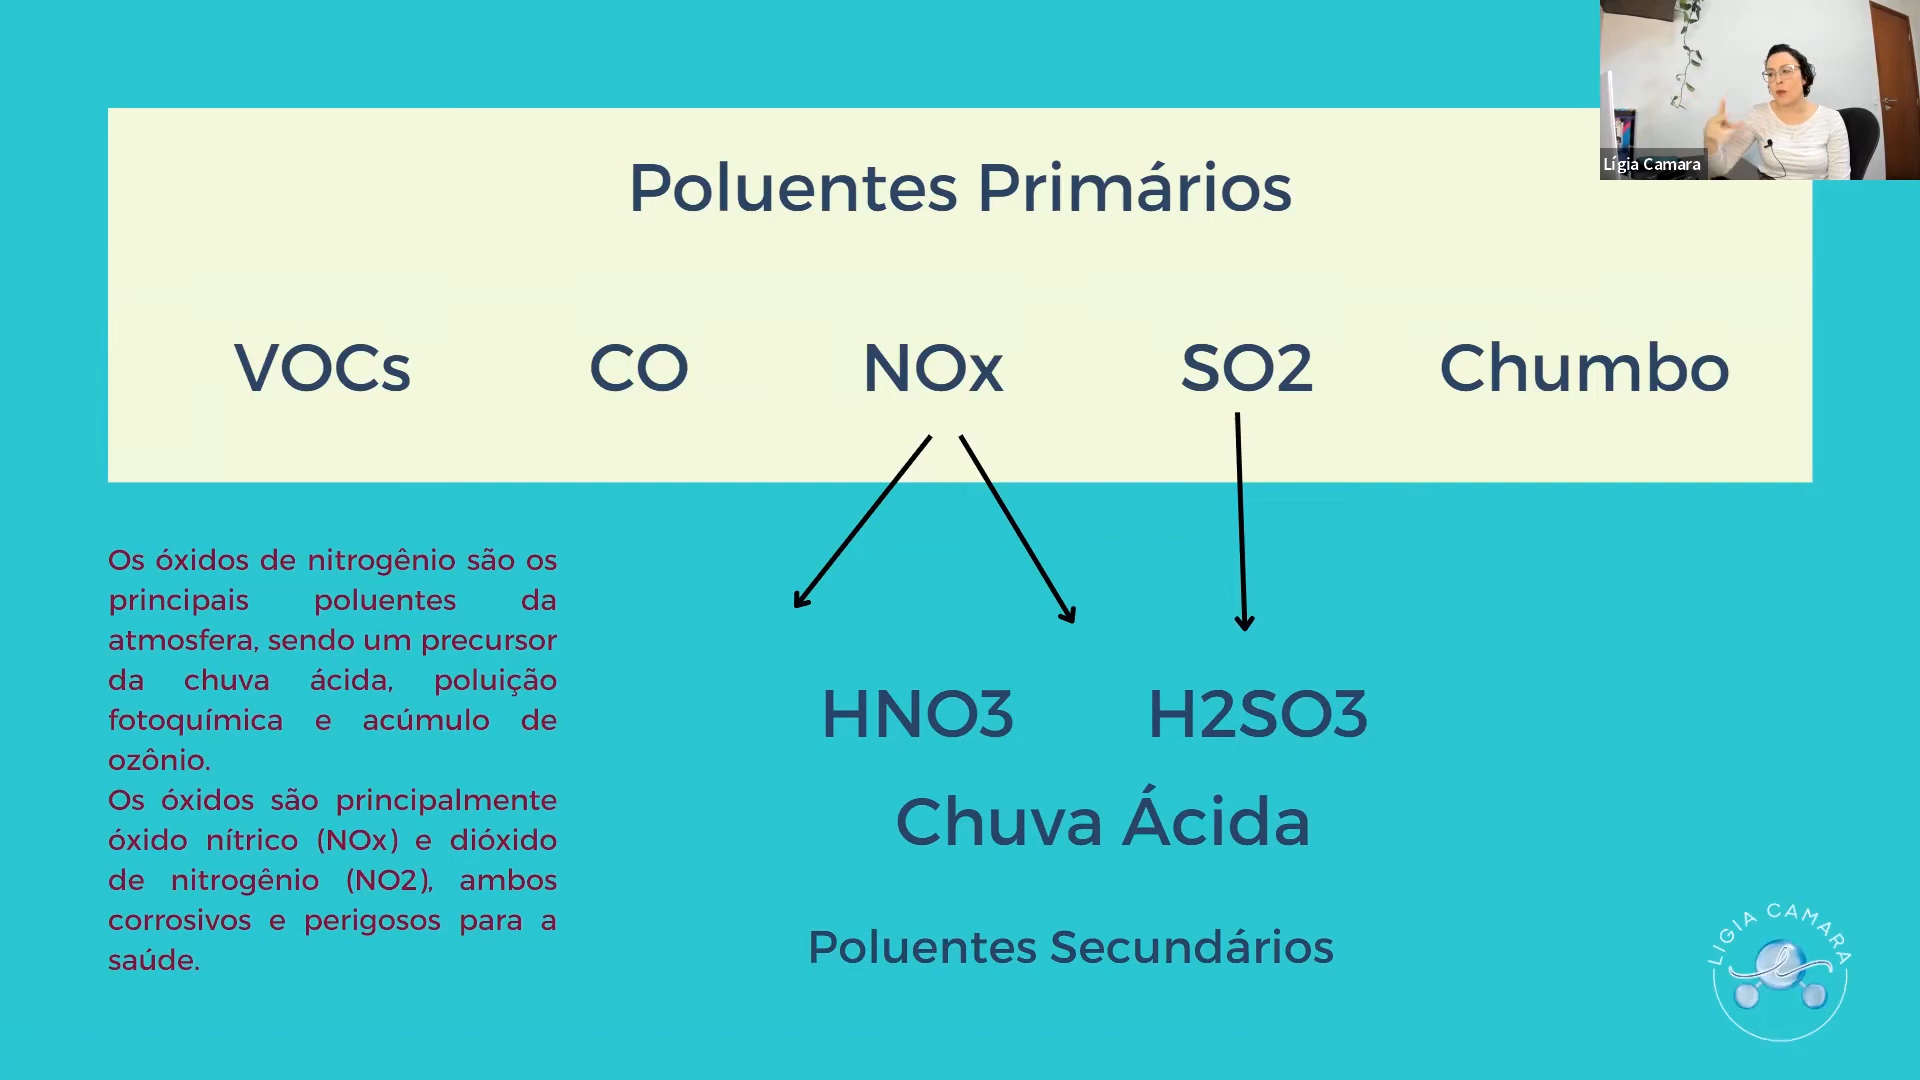 Lígia Camara
Poluentes Primários
VOCs CO NOx SO2 Chumbo
Os óxidos de nitrogênio são os
principais poluentes da
atmosfera, sendo um precursor
da chuva ácida, poluição
fotoquímica e acúmulo de
ozônio.
Os óxidos são principalmente
óxido nítrico (NOx) e dióxido
de nitrogênio (NO2), ambos
corrosivos e perigosos para a
saúde.
HNO3 H2SO3
Chuva Ácida
Poluentes Secundários
LIGIA CAMARA